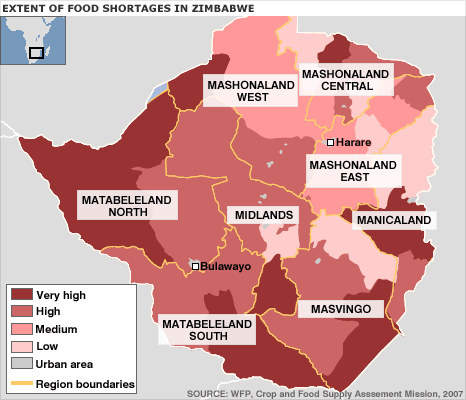 EXTENT OF FOOD SHORTAGES IN ZIMBABWE
MASHONALAND
CENTRAL
MASHONALAND
WEST
Harare
MASHONALAND
EAST
MATABELELAND
NORTH
MIDLANDS
MANICALAND
Bulawayo
MASVINGO
MATABELELAND
SOUTH
Very high
High
Medium
Low
Urban area
Region boundaries
SOURCE: WFP, Crop and Food Supply Assesement Mission, 2007